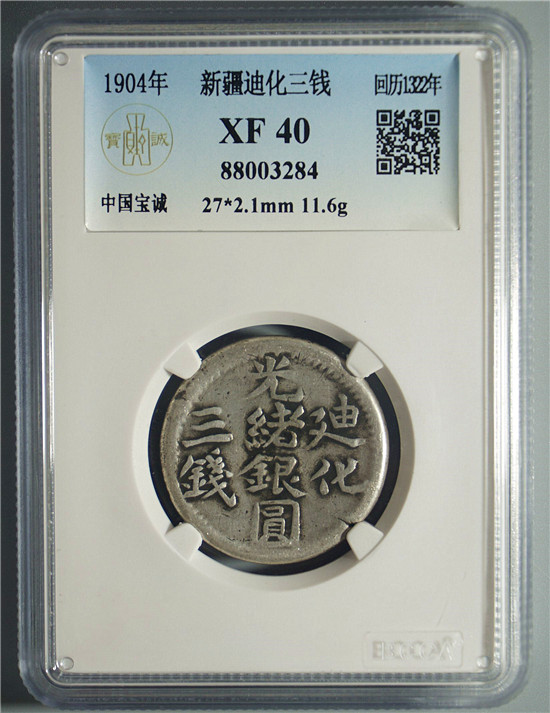 1904年 新疆迪化三钱 回历1322年
寶 誠
XF 40
88003284
中国宝诚 27*2.1mm 11.6g
光緒銀圓
迪化
三錢